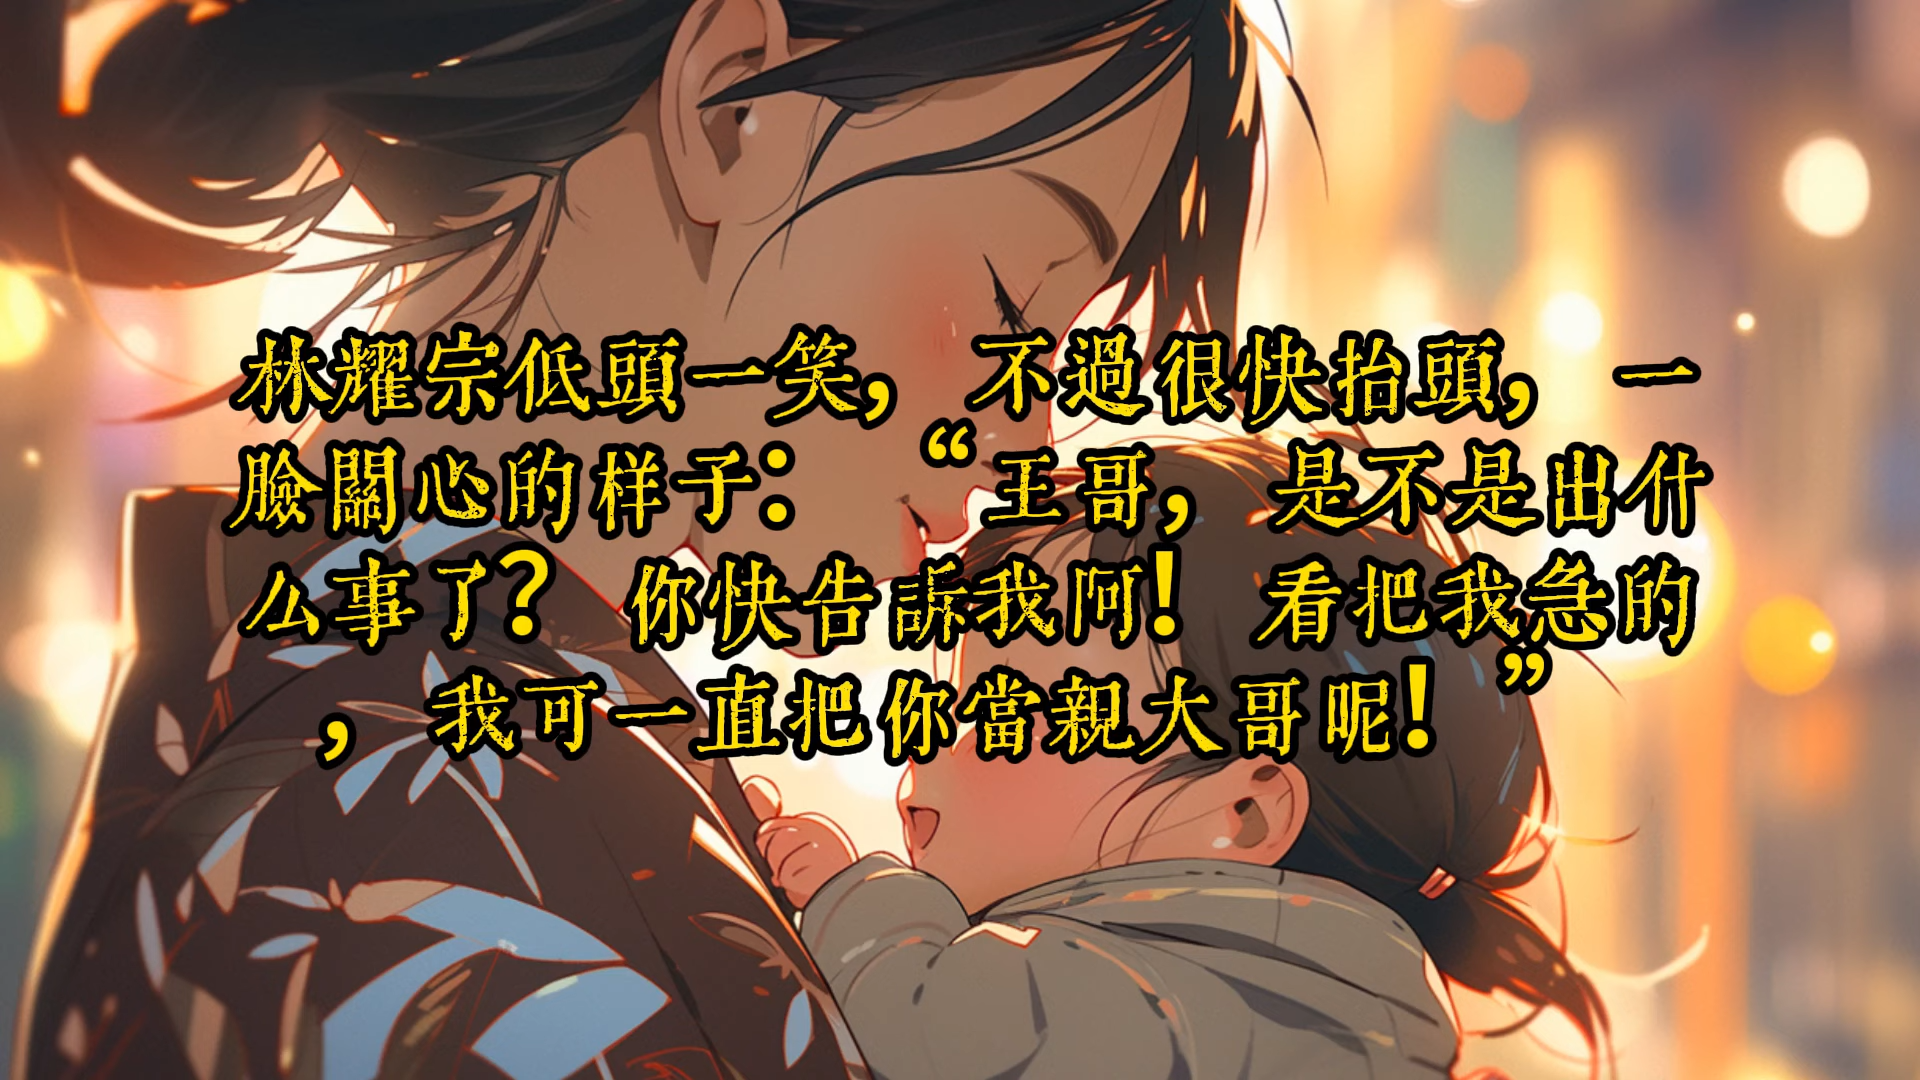 林耀宗低頭一笑，不過很快抬頭，一
臉關心的样子：“王哥，是不是出什
么事了？你快告訴我阿！看把我急的
，我可一直把你當親大哥呢！”